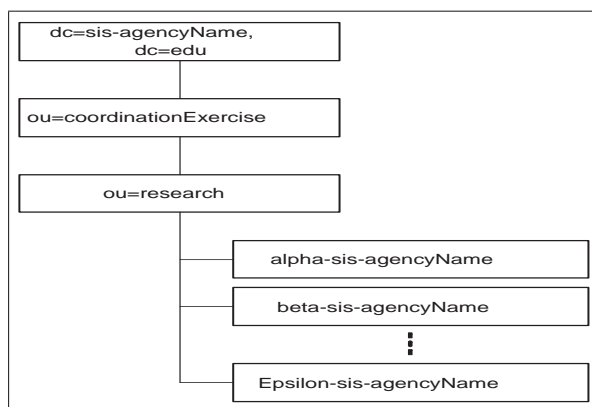 dc=sis-agencyName,
dc=edu
ou=coordinationExercise
ou=research
alpha-sis-agencyName
beta-sis-agencyName
Epsilon-sis-agencyName